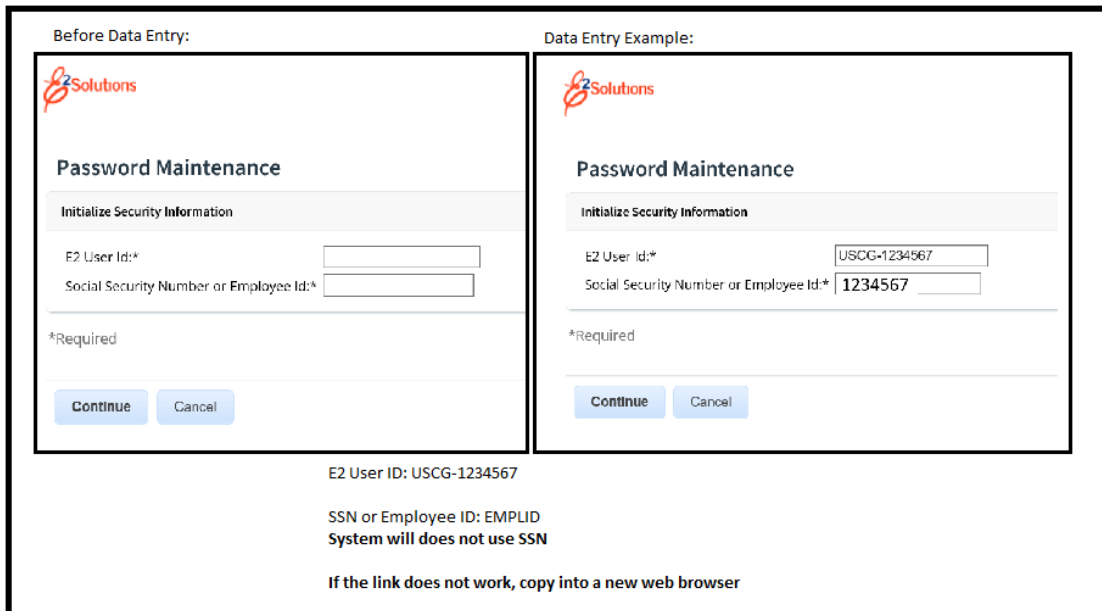 Before Data Entry:
Data Entry Example:
E2Solutions
Password Maintenance
Initialize Security Information
E2 User Id:*
Social Security Number or Employee Id:*
*Required
Continue
Cancel
E2Solutions
Password Maintenance
Initialize Security Information
E2 User Id:* USCG-1234567
Social Security Number or Employee Id:* 1234567
*Required
Continue
Cancel
E2 User ID: USCG-1234567
SSN or Employee ID: EMPLID
System will does not use SSN
If the link does not work, copy into a new web browser